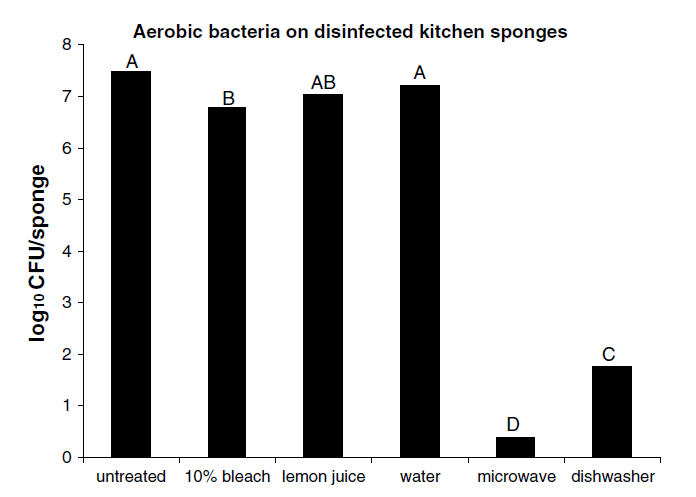 Aerobic bacteria on disinfected kitchen sponges
log10 CFU/sponge
8
7
6
5
4
3
2
1
0
A
B
AB
A
D
C
untreated 10% bleach lemon juice water microwave dishwasher